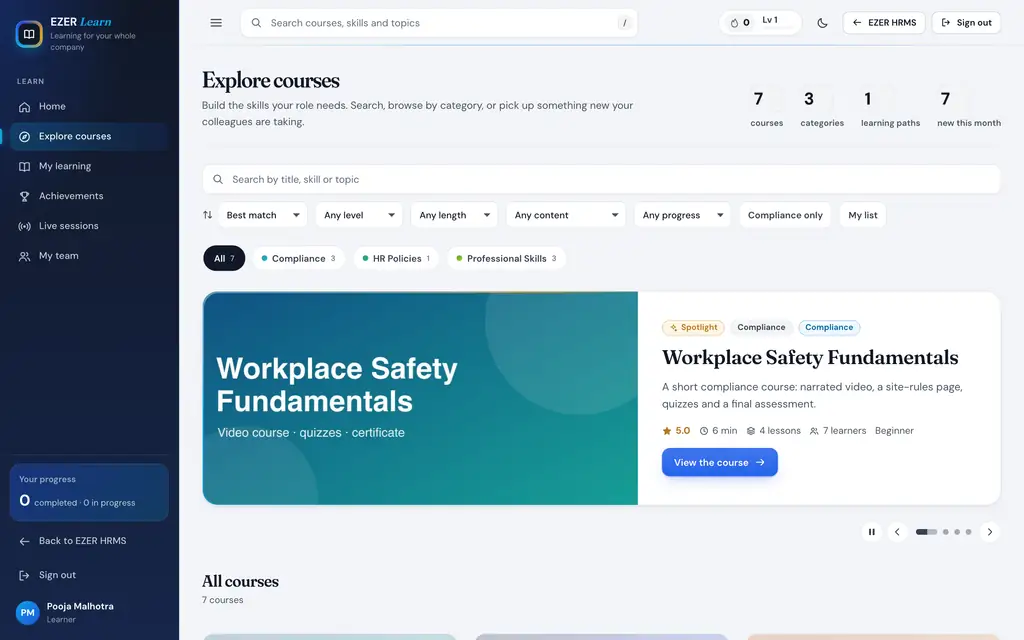 EZER Learn
Learning for your whole
company
LEARN
Home
Explore courses
My learning
Achievements
Live sessions
My team
Your progress
0 completed · 0 in progress
Back to EZER HRMS
Sign out
PM
Pooja Malhotra
Learner
Search courses, skills and topics
/
0
Lv 1
EZER HRMS
Sign out
Explore courses
Build the skills your role needs. Search, browse by category, or pick up something new your
colleagues are taking.
7
courses
3
categories
1
learning paths
7
new this month
Search by title, skill or topic
Best match
Any level
Any length
Any content
Any progress
Compliance only
My list
All 7
Compliance 3
HR Policies 1
Professional Skills 3
Workplace Safety
Fundamentals
Video course · quizzes · certificate
Spotlight
Compliance
Compliance
Workplace Safety Fundamentals
A short compliance course: narrated video, a site-rules page,
quizzes and a final assessment.
5.0
6 min
4 lessons
7 learners
Beginner
View the course
All courses
7 courses